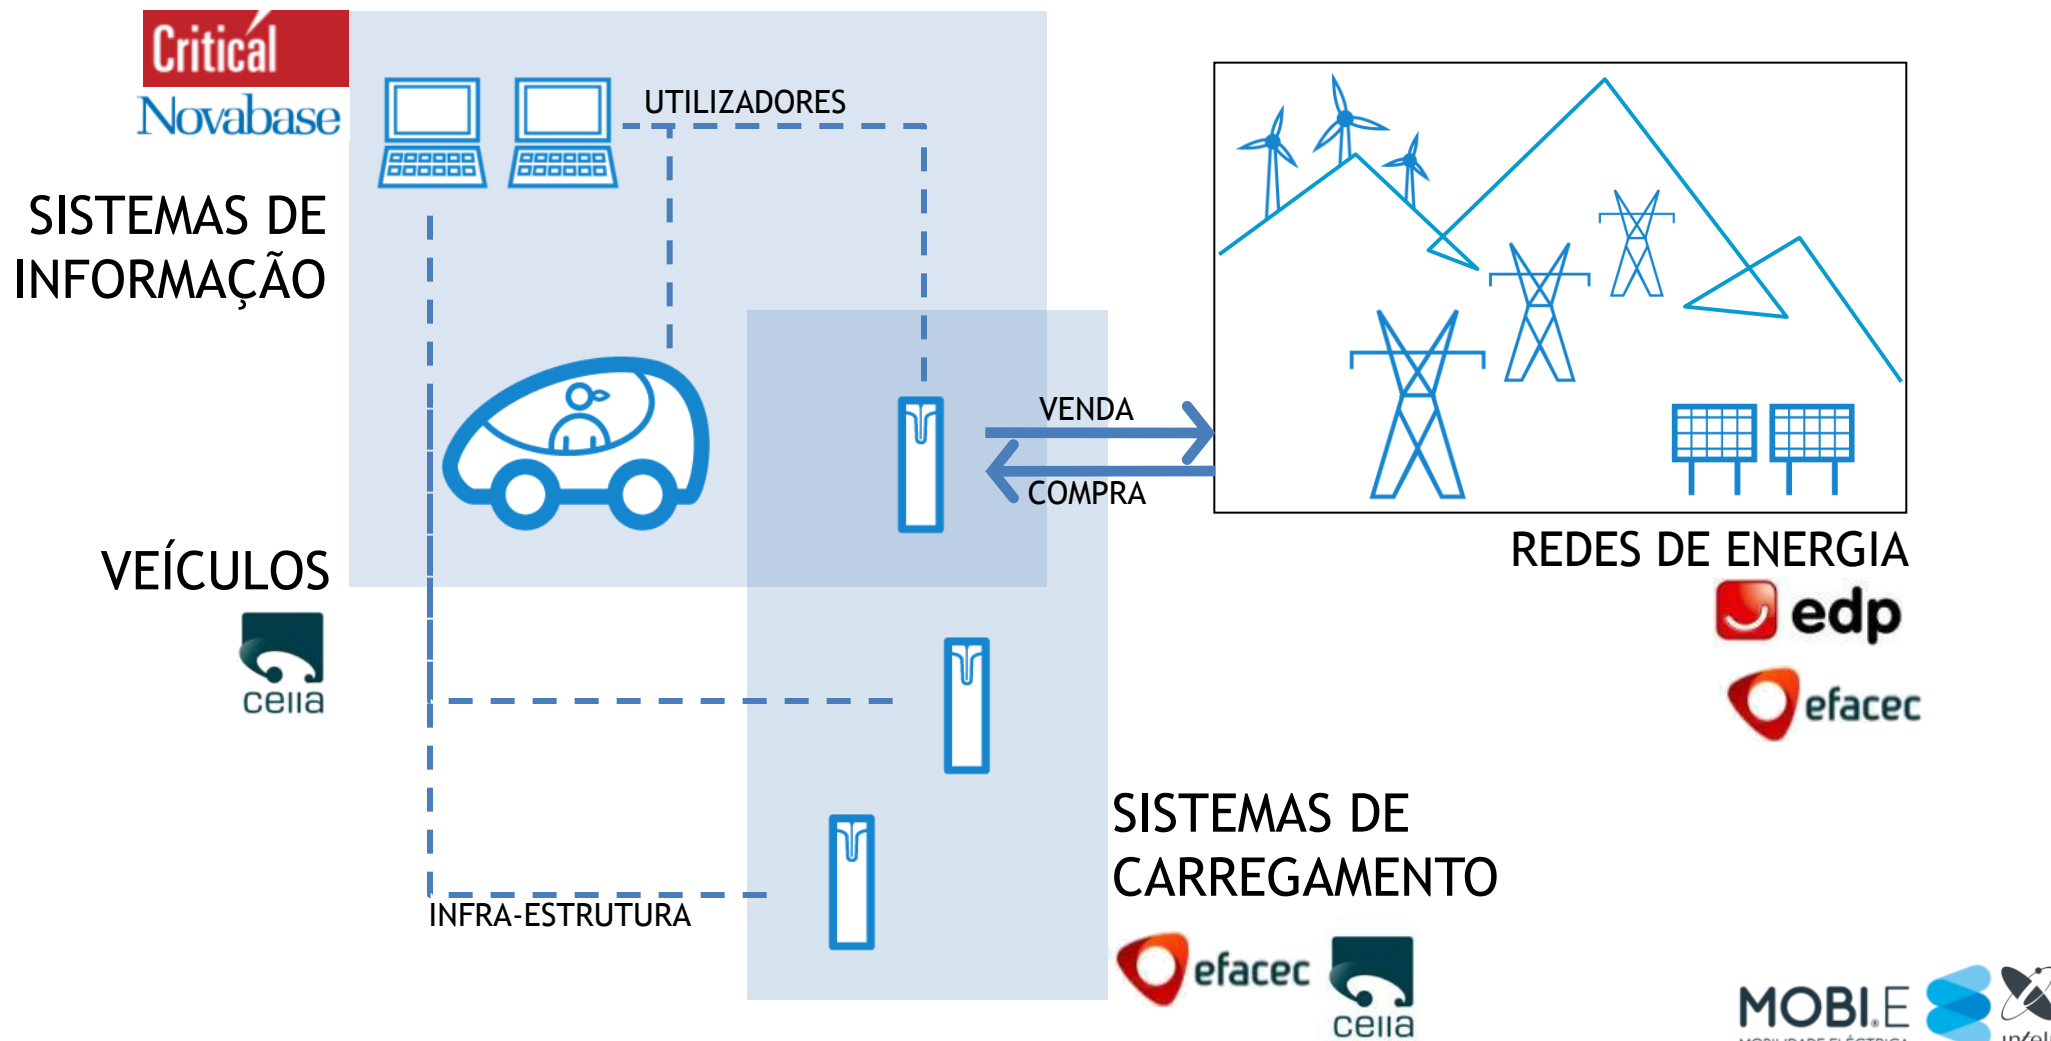 Critical
Novabase
UTILIZADORES
SISTEMAS DE
INFORMAÇÃO
VENDA
COMPRA
REDES DE ENERGIA
edp
efacec
VEÍCULOS
ceiia
INFRA-ESTRUTURA
SISTEMAS DE
CARREGAMENTO
efacec
ceiia
MOBI.E